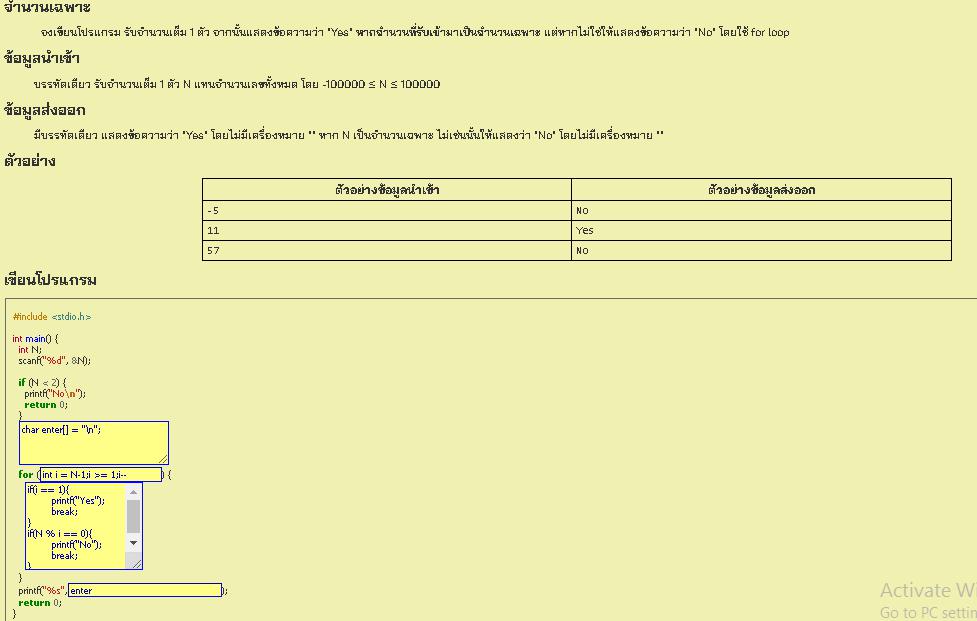 จำนวนเฉพาะ
จงเขียนโปรแกรม รับจำนวนเต็ม 1 ตัว จากนั้นแสดงข้อความว่า "Yes" หากจำนวนที่รับเข้ามาเป็นจำนวนเฉพาะ แต่หากไม่ใช่ให้แสดงข้อความว่า "No" โดยใช้ for loop
ข้อมูลนำเข้า
บรรทัดเดียว รับจำนวนเต็ม 1 ตัว N แทนจำนวนเลขทั้งหมด โดย -100000 ≤ N ≤ 100000
ข้อมูลส่งออก
มีบรรทัดเดียว แสดงข้อความว่า "Yes" โดยไม่มีเครื่องหมาย "" หาก N เป็นจำนวนเฉพาะ ไม่เช่นนั้นให้แสดงว่า "No" โดยไม่มีเครื่องหมาย ""
ตัวอย่าง
ตัวอย่างข้อมูลนำเข้า ตัวอย่างข้อมูลส่งออก
-5 No
11 Yes
57 No
เขียนโปรแกรม
#include <stdio.h>
int main() {
int N;
scanf("%d", &N);
if (N < 2) {
printf("No\n");
return 0;
}
char enter[] = "\n";
for (int i = N-1;i >= 1;i--) {
if(i == 1){
printf("Yes");
break;
}
if(N % i == 0){
printf("No");
break;
}
}
printf("%s",enter);
return 0;
}
Activate Wi
Go to PC settin